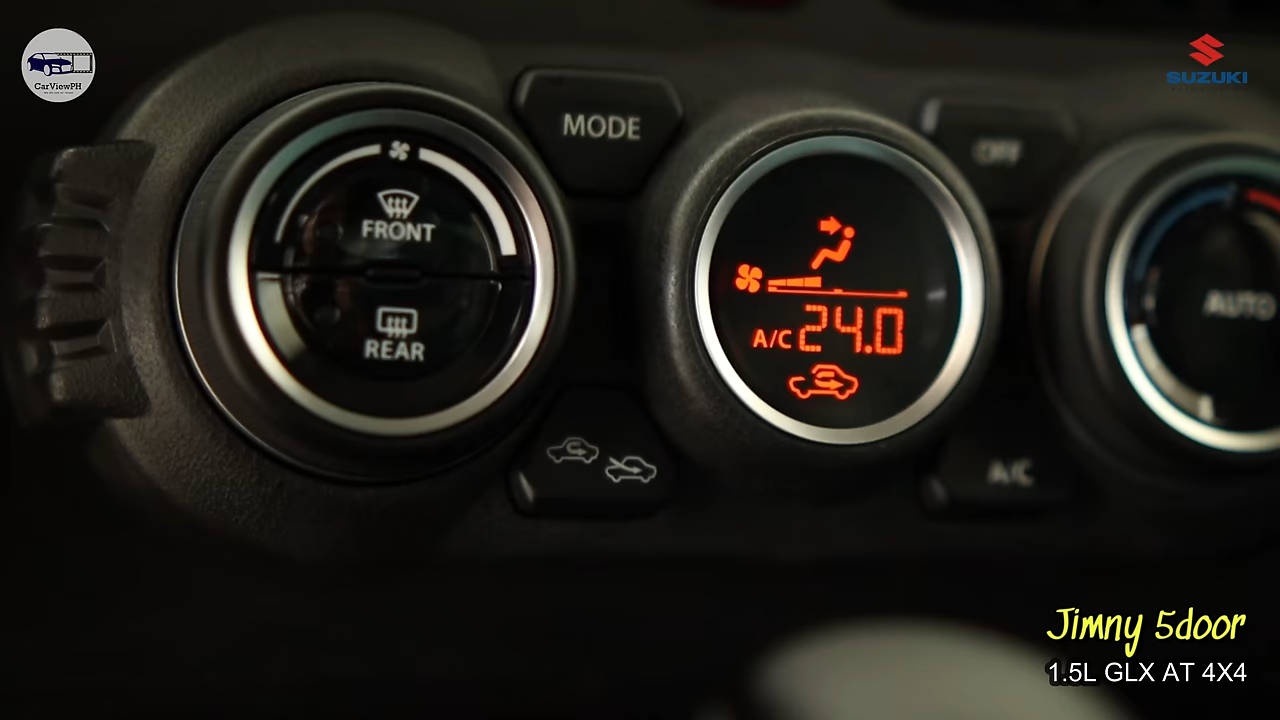 CarViewPH
SUZUKI
MODE
OFF
FRONT
REAR
A/C 24.0
AUTO
A/C
Jimny 5door
1.5L GLX AT 4X4